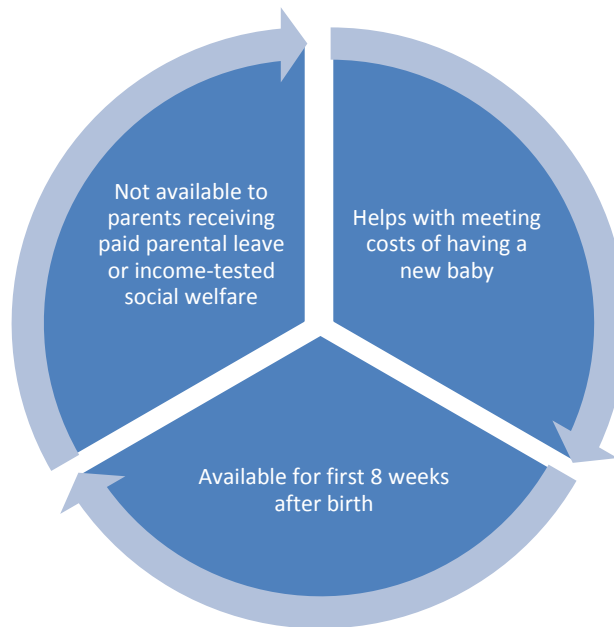 Not available to
parents receiving
paid parental leave
or income-tested
social welfare
Helps with meeting
costs of having a
new baby
Available for first 8 weeks
after birth